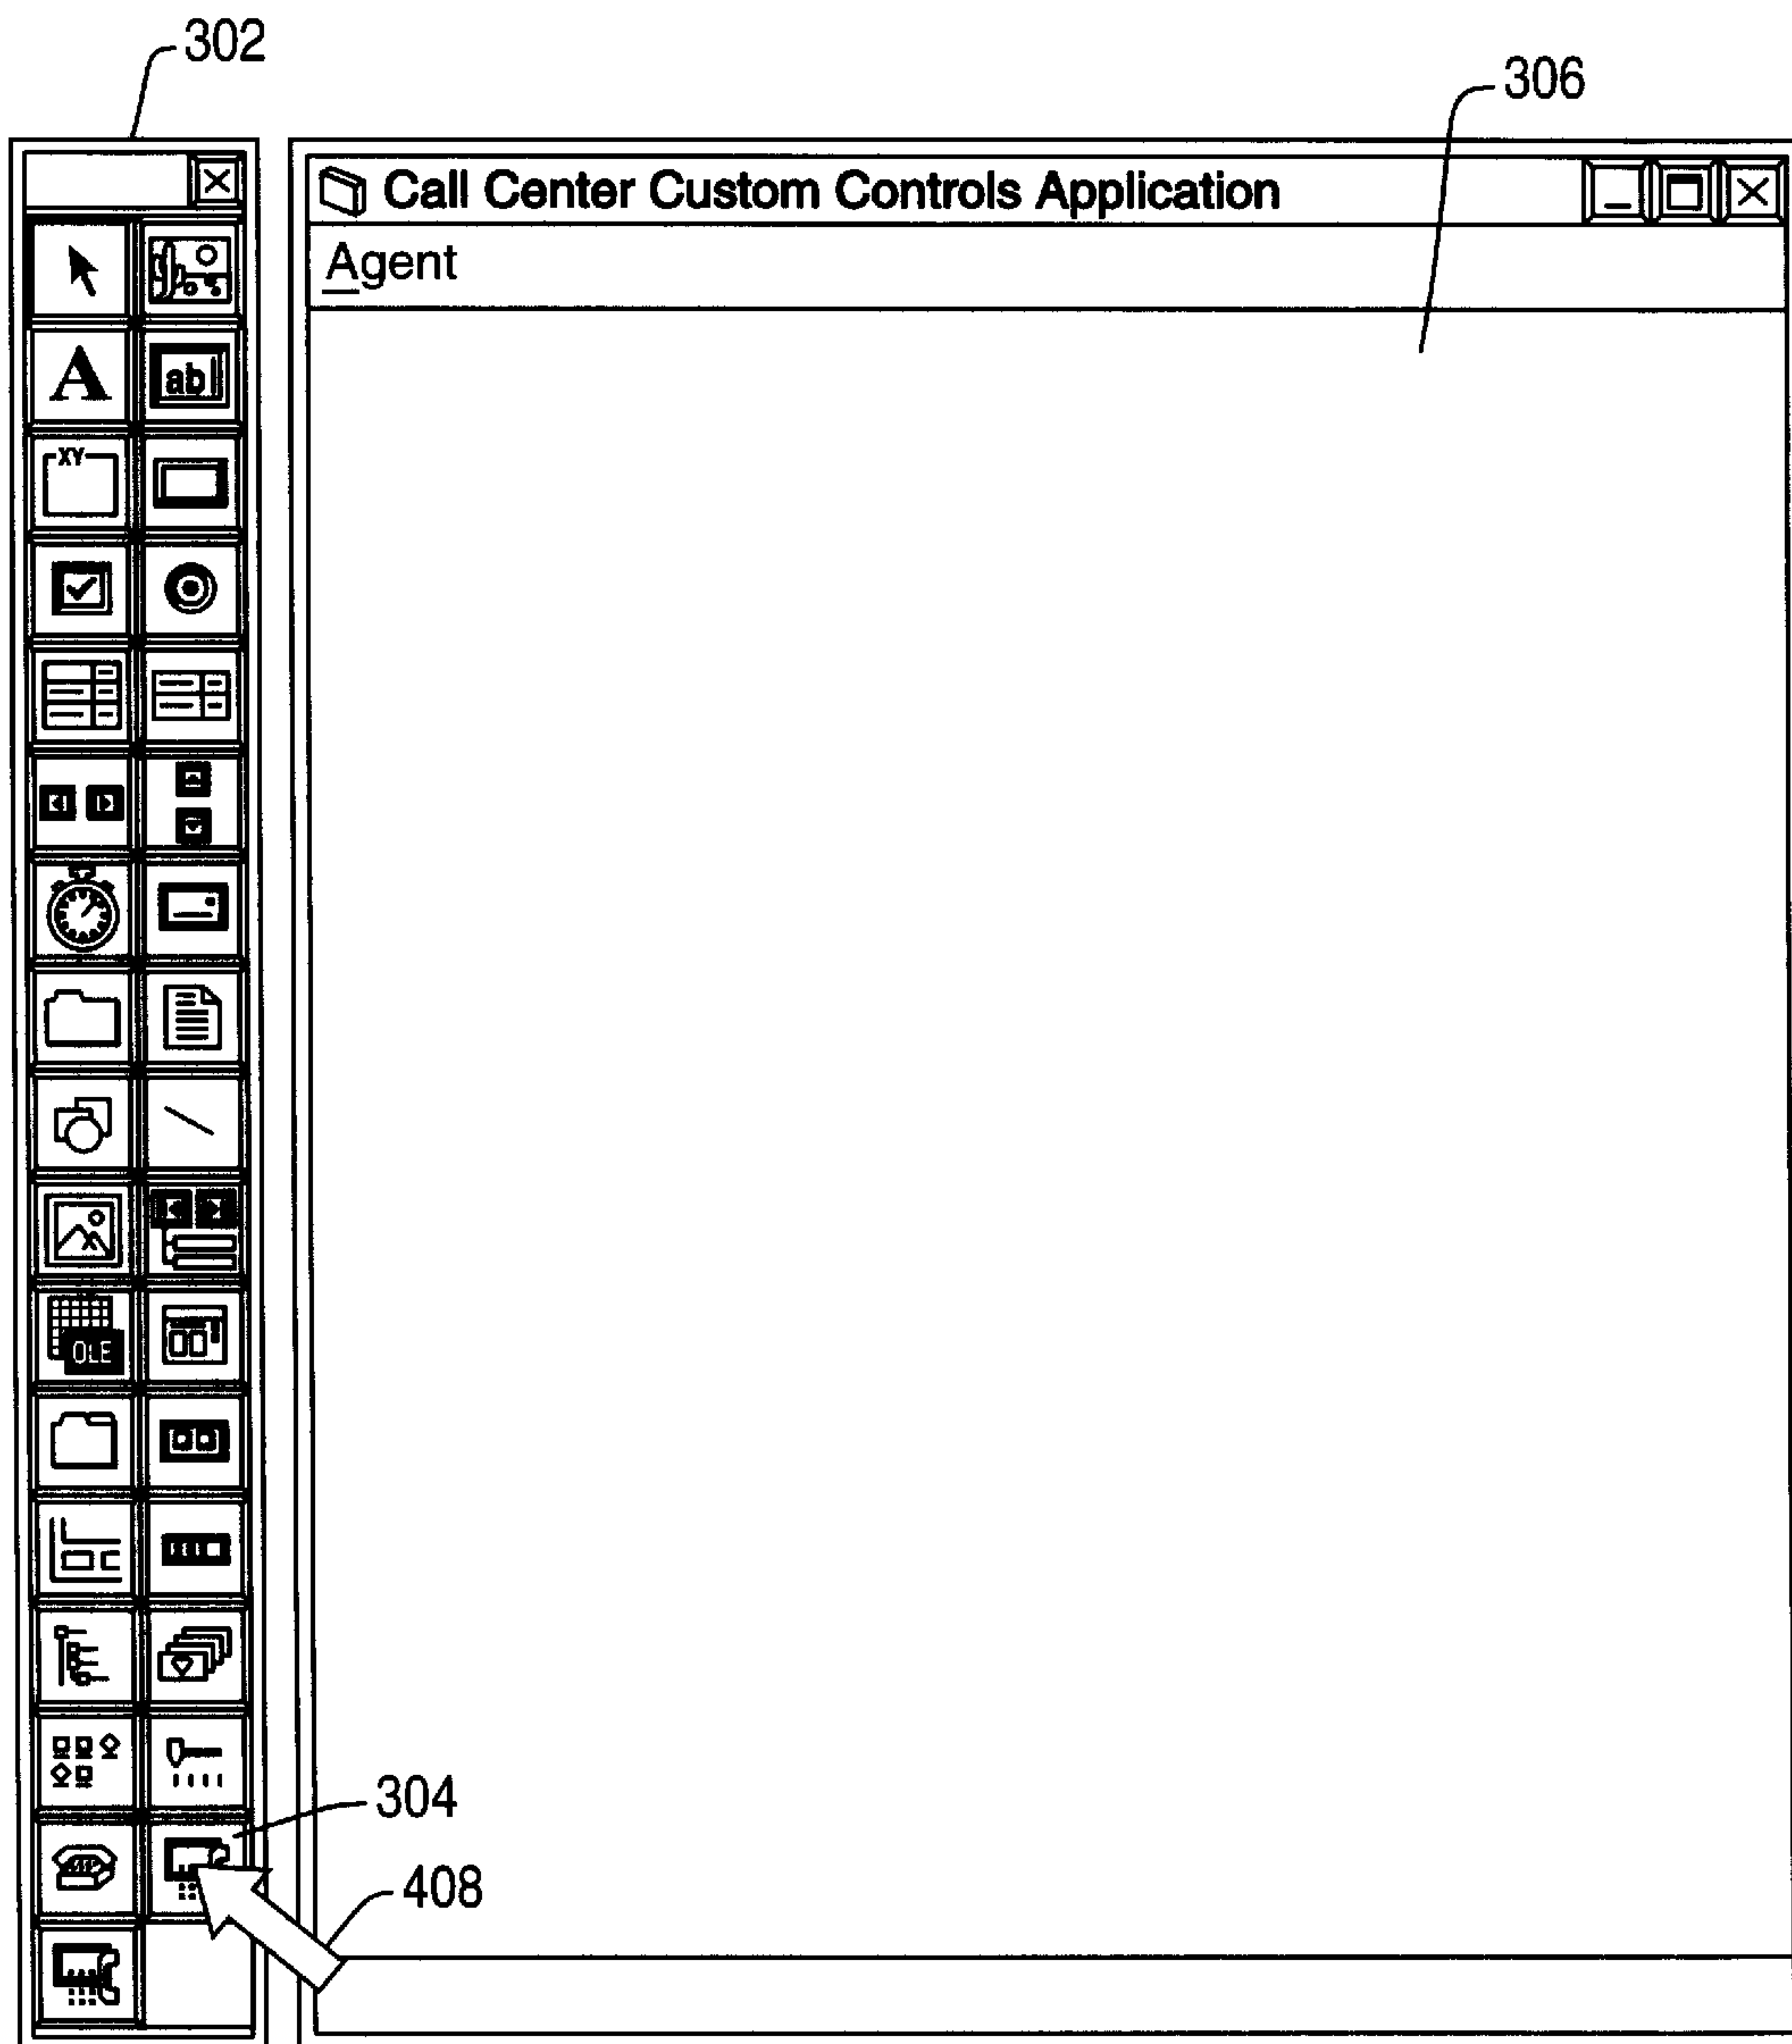 302
306
Call Center Custom Controls Application
Agent
A
ab
XY
OLE
304
408